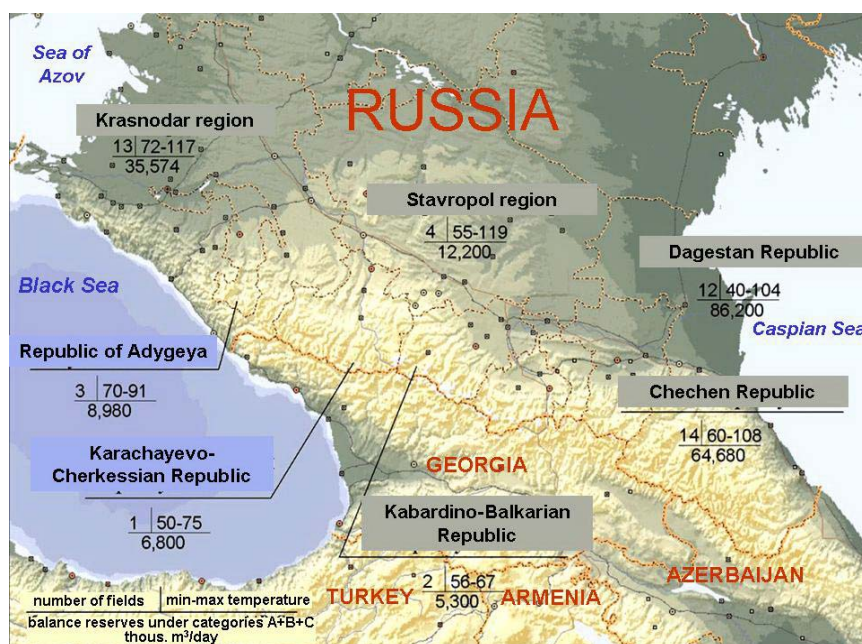 Sea of
Azov
RUSSIA
Krasnodar region
13 72-117
35,574
Stavropol region
4 55-119
12,200
Dagestan Republic
12 40-104
86,200
Black Sea
Caspian Sea
Republic of Adygeya
3 70-91
8,980
Chechen Republic
14 60-108
64,680
Karachayevo-
Cherkessian Republic
1 50-75
6,800
GEORGIA
Kabardino-Balkarian
Republic
2 56-67
5,300
TURKEY
ARMENIA
AZERBAIJAN
number of fields min-max temperature
balance reserves under categories A+B+C
thous. m³/day